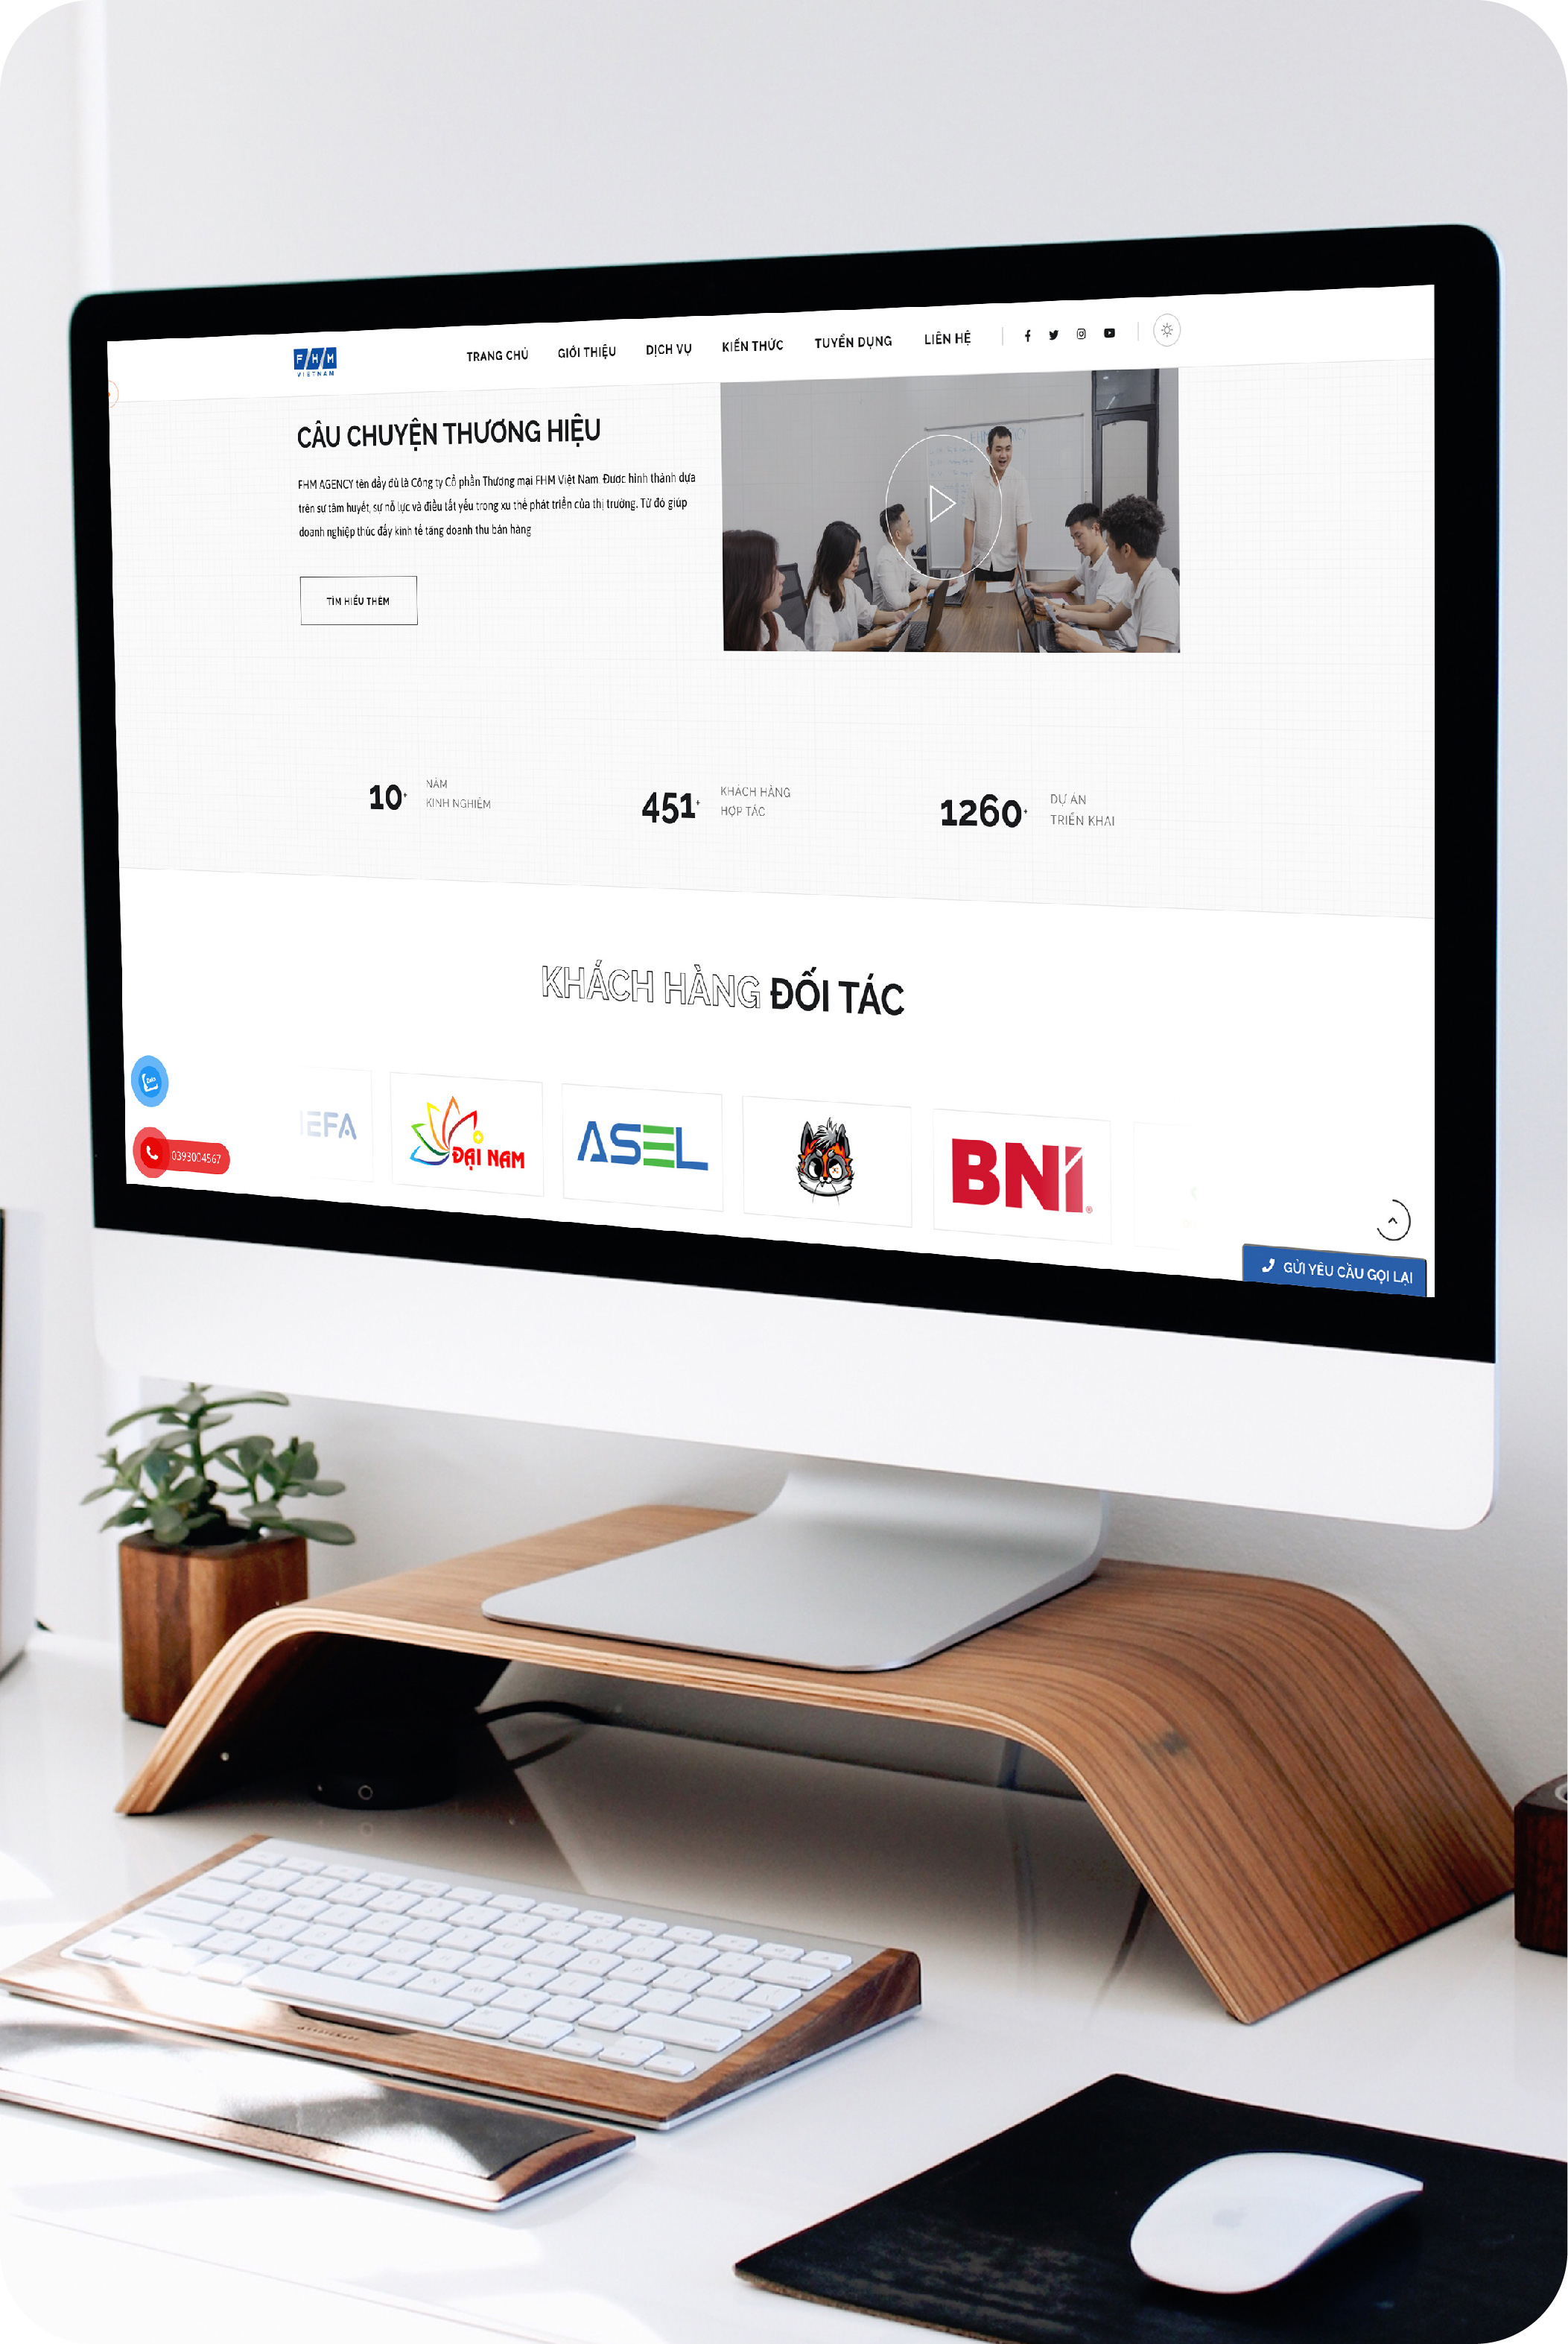 FHM
VIETNAM
TRANG CHỦ
GIỚI THIỆU
DỊCH VỤ
KIẾN THỨC
TUYỂN DỤNG
LIÊN HỆ
CÂU CHUYỆN THƯƠNG HIỆU
FHM AGENCY tên đầy đủ là Công ty Cổ phần Thương mại FHM Việt Nam. Được hình thành dựa
trên sự tâm huyết, sự nỗ lực và điều tất yếu trong xu thế phát triển của thị trường. Từ đó giúp
doanh nghiệp thúc đẩy kinh tế tăng doanh thu bán hàng
TÌM HIỂU THÊM
10+
NĂM
KINH NGHIỆM
451+
KHÁCH HÀNG
HỢP TÁC
1260+
DỰ ÁN
TRIỂN KHAI
KHÁCH HÀNG ĐỐI TÁC
EFA
ĐẠI NAM
ASEL
BNI®
Zalo
0393004567
GỬI YÊU CẦU GỌI LẠI